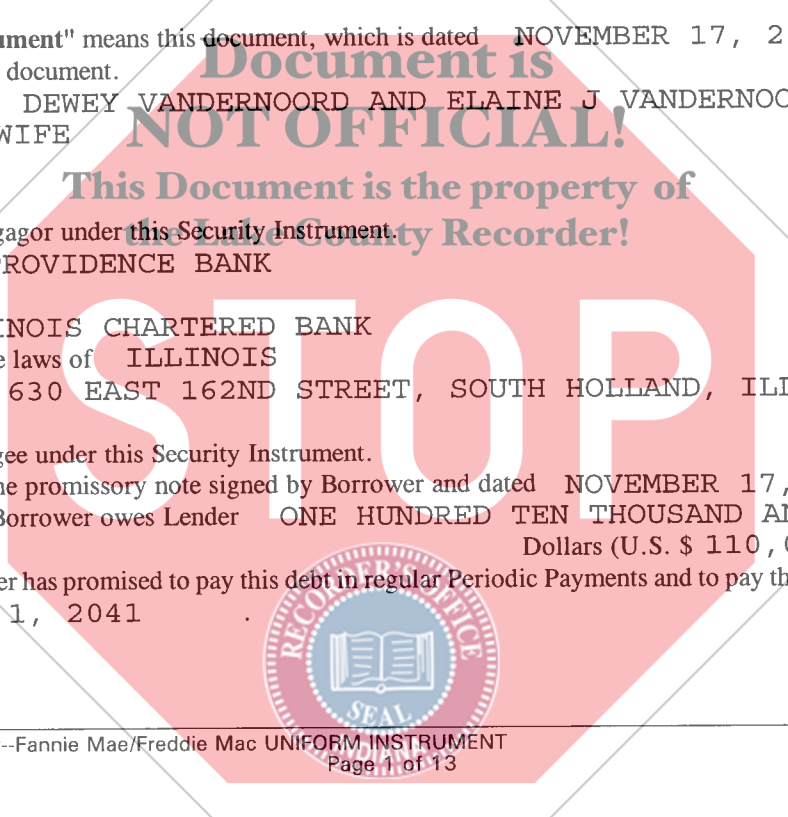 ument" means this document, which is dated NOVEMBER 17, 2
document.
DEWEY VANDERNOORD AND ELAINE J VANDERNOO
WIFE
Document is
NOT OFFICIAL!
This Document is the property of
the Lake County Recorder!
gagor under this Security Instrument.
PROVIDENCE BANK
INOIS CHARTERED BANK
e laws of ILLINOIS
630 EAST 162ND STREET, SOUTH HOLLAND, ILL
gee under this Security Instrument.
he promissory note signed by Borrower and dated NOVEMBER 17,
Borrower owes Lender ONE HUNDRED TEN THOUSAND AN
Dollars (U.S. $ 110,0
er has promised to pay this debt in regular Periodic Payments and to pay th
1, 2041 .
STOP
RECORDER'S OFFICE
SEAL
INDIANA
--Fannie Mae/Freddie Mac UNIFORM INSTRUMENT
Page 1 of 13